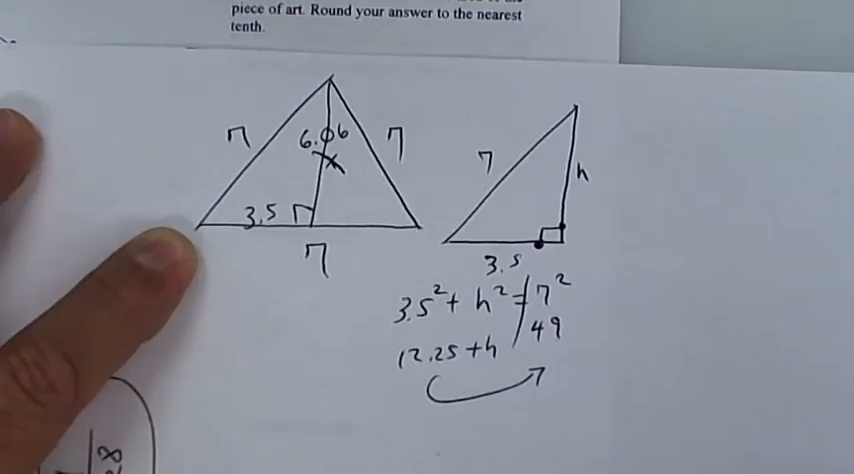 piece of art. Round your answer to the nearest
tenth.
7
6.06
7
3.5
7
7
h
3.5
3.5² + h² = 7²
12.25 + h
49
8